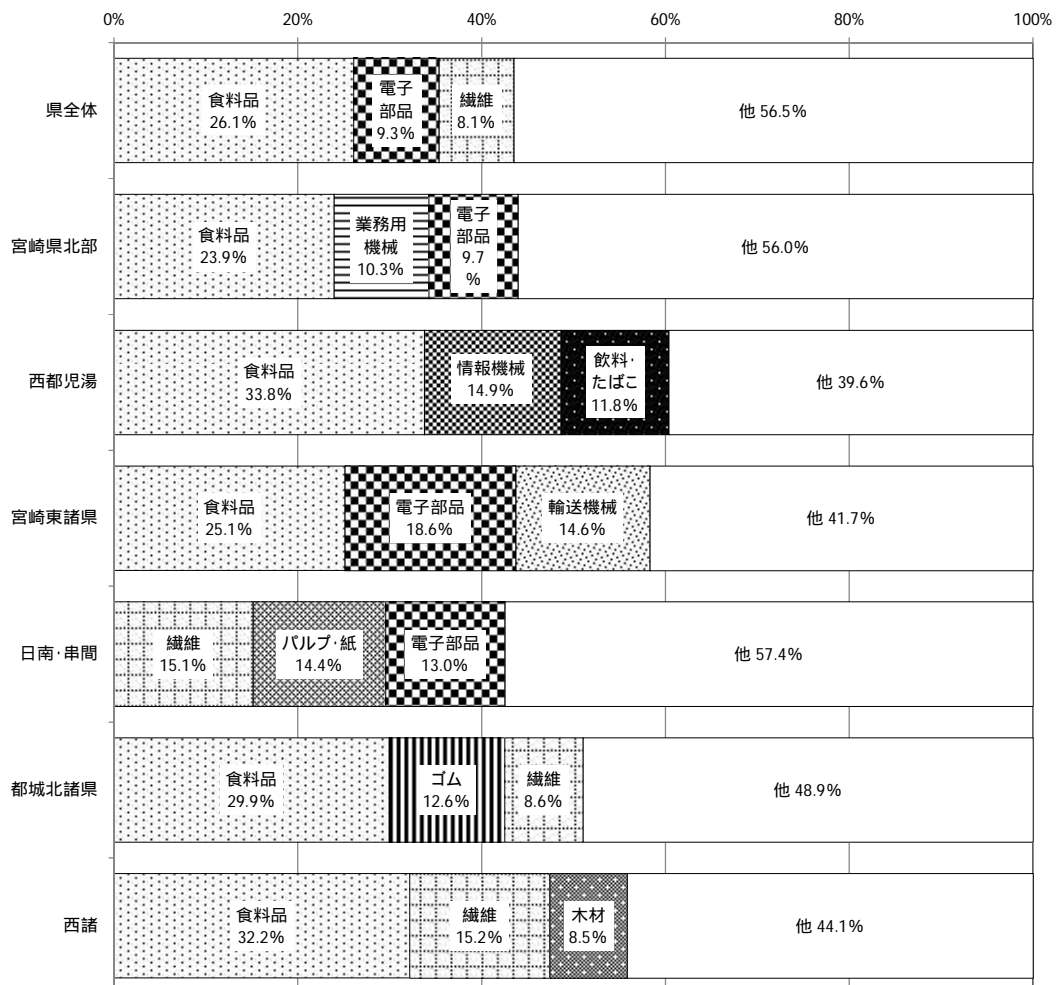 0%
20%
40%
60%
80%
100%
県全体
食料品
26.1%
電子
部品
9.3%
繊維
8.1%
他 56.5%
宮崎県北部
食料品
23.9%
業務用
機械
10.3%
電子
部品
9.7
%
他 56.0%
西都児湯
食料品
33.8%
情報機械
14.9%
飲料・
たばこ
11.8%
他 39.6%
宮崎東諸県
食料品
25.1%
電子部品
18.6%
輸送機械
14.6%
他 41.7%
日南・串間
繊維
15.1%
パルプ・紙
14.4%
電子部品
13.0%
他 57.4%
都城北諸県
食料品
29.9%
ゴム
12.6%
繊維
8.6%
他 48.9%
西諸
食料品
32.2%
繊維
15.2%
木材
8.5%
他 44.1%